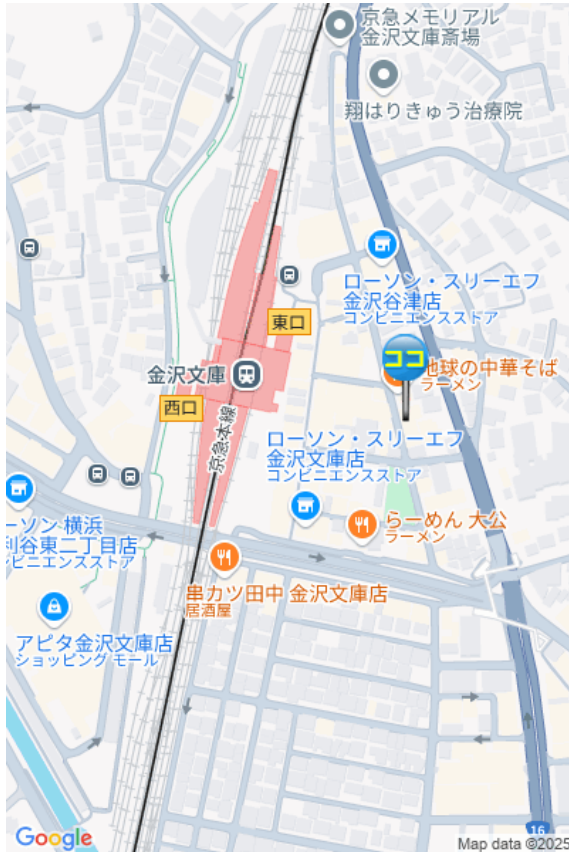 京急メモリアル
金沢文庫斎場
翔はりきゅう治療院
ローソン・スリーエフ
金沢谷津店
コンビニエンスストア
東口
ココ
地球の中華そば
ラーメン
金沢文庫
西口
京急本線
ローソン・スリーエフ
金沢文庫店
コンビニエンスストア
ーソン 横浜
利谷東二丁目店
ンビニエンスストア
らーめん 大公
ラーメン
串カツ田中 金沢文庫店
居酒屋
アピタ金沢文庫店
ショッピング モール
16
Google
Map data ©2025